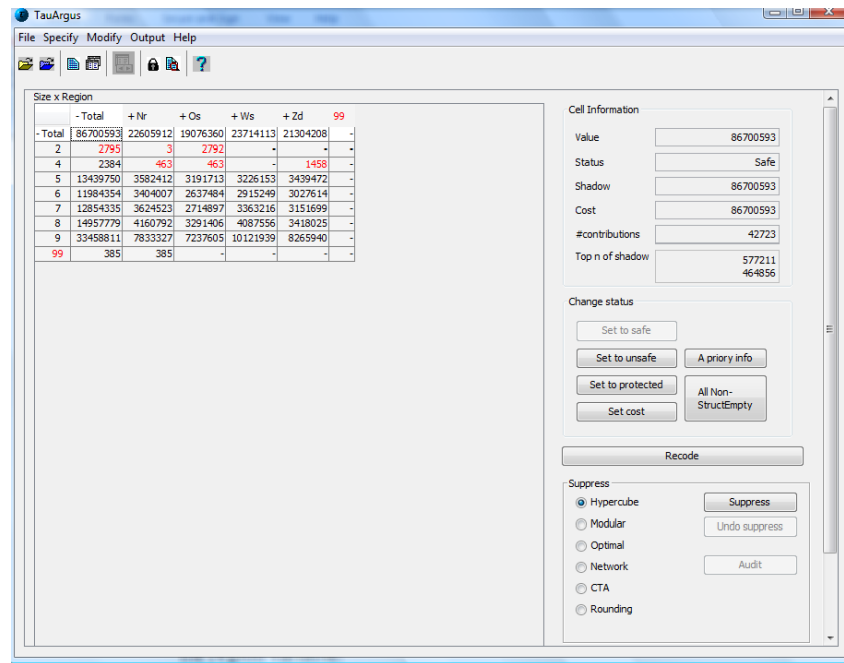 TauArgus
File Specify Modify Output Help
Size x Region
- Total + Nr + Os + Ws + Zd 99
- Total 86700593 22605912 19076360 23714113 21304208 -
2 2795 3 2792 - - -
4 2384 463 463 - 1458 -
5 13439750 3582412 3191713 3226153 3439472 -
6 11984354 3404007 2637484 2915249 3027614 -
7 12854335 3624523 2714897 3363216 3151699 -
8 14957779 4160792 3291406 4087556 3418025 -
9 33458811 7833327 7237605 10121939 8265940 -
99 385 385 - - - -
Cell Information
Value 86700593
Status Safe
Shadow 86700593
Cost 86700593
#contributions 42723
Top n of shadow 577211
464856
Change status
Set to safe
Set to unsafe A priory info
Set to protected All Non-
StructEmpty
Set cost
Recode
Suppress
Hypercube Suppress
Modular Undo suppress
Optimal
Network Audit
CTA
Rounding